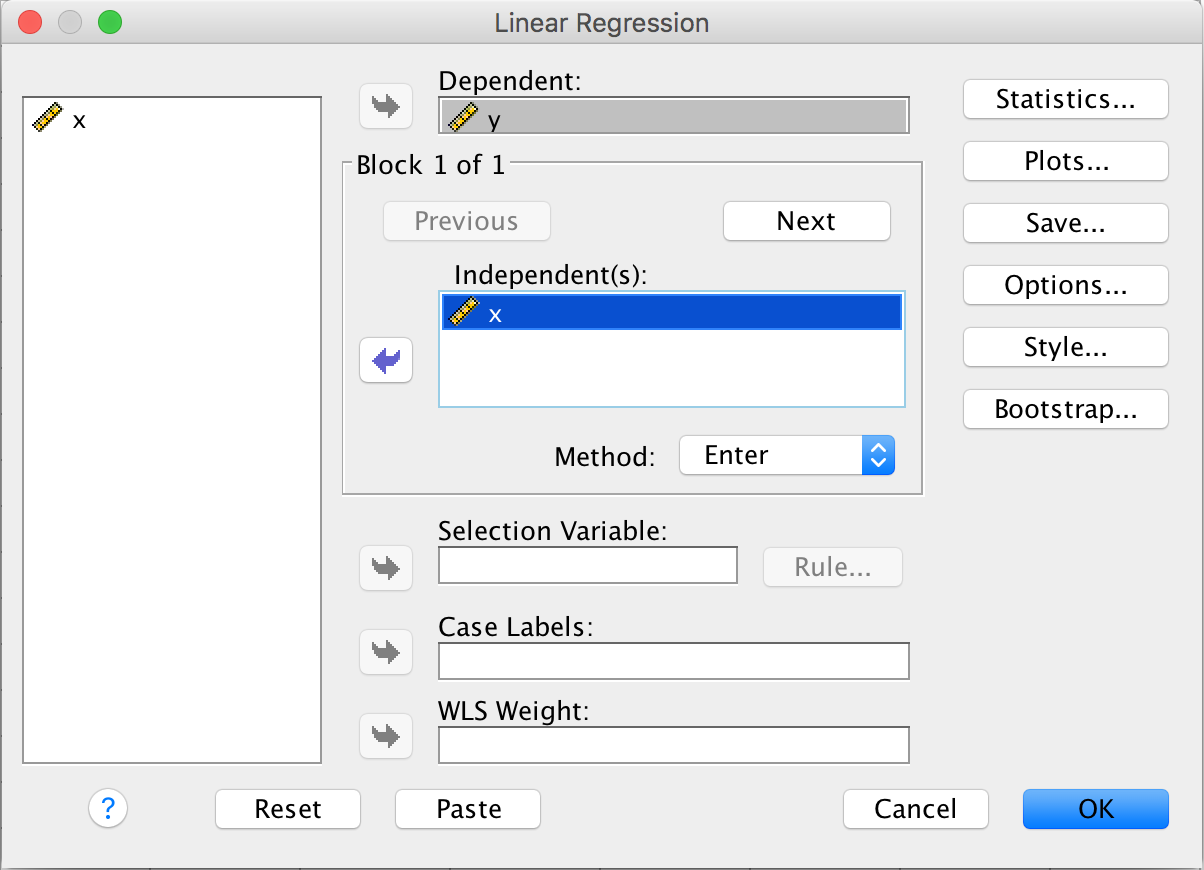 Linear Regression
x
Dependent:
y
Block 1 of 1
Previous
Next
Independent(s):
x
Method:
Enter
Selection Variable:
Rule...
Case Labels:
WLS Weight:
Statistics...
Plots...
Save...
Options...
Style...
Bootstrap...
?
Reset
Paste
Cancel
OK